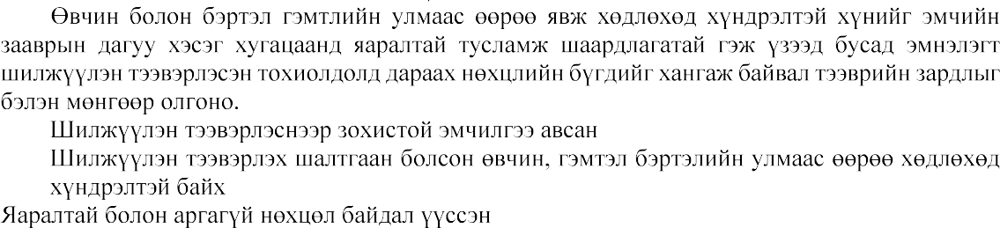 Өвчин болон бэртэл гэмтлийн улмаас өөрөө явж хөдлөхөд хүндрэлтэй хүнийг эмчийн
зааврын дагуу хэсэг хугацаанд яаралтай тусламж шаардлагатай гэж үзээд бусад эмнэлэгт
шилжүүлэн тээвэрлэсэн тохиолдолд дараах нөхцлийн бүгдийг хангаж байвал тээврийн зардлыг
бэлэн мөнгөөр олгоно.
Шилжүүлэн тээвэрлэснээр зохистой эмчилгээ авсан
Шилжүүлэн тээвэрлэх шалтгаан болсон өвчин, гэмтэл бэртэлийн улмаас өөрөө хөдлөхөд
хүндрэлтэй байх
Яаралтай болон аргагүй нөхцөл байдал үүссэн